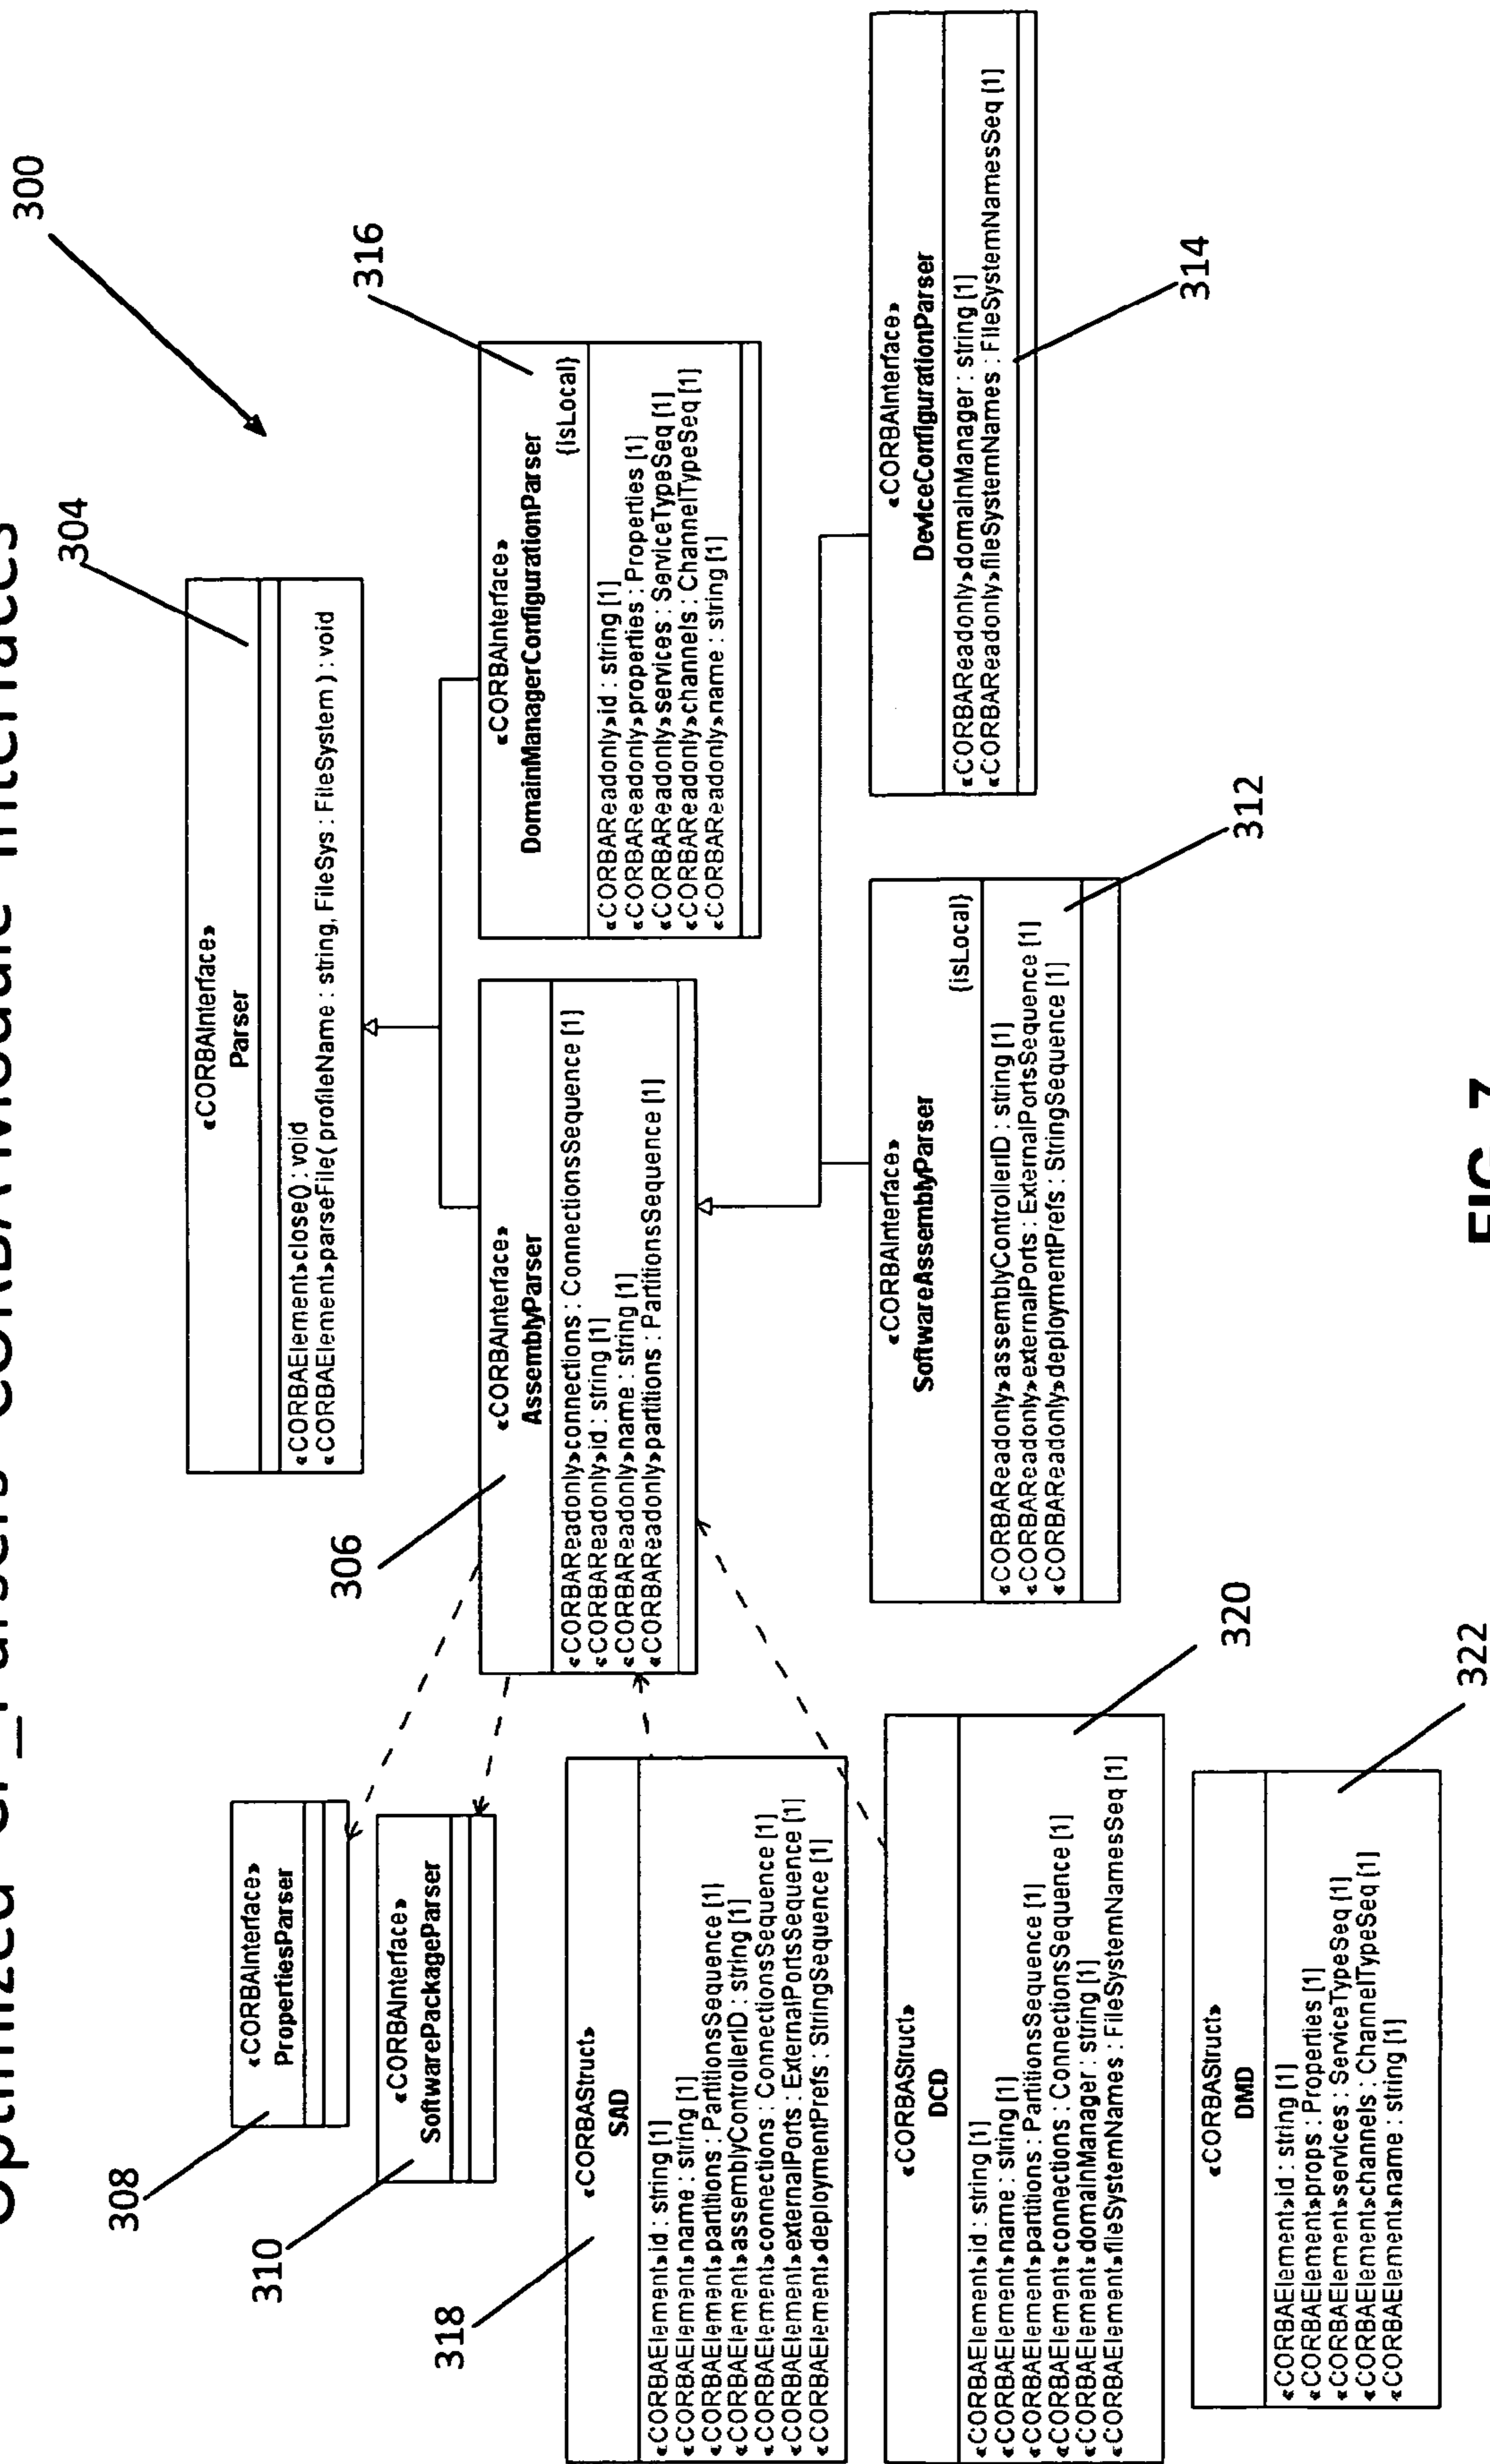 Optimized CF_Parsers CORBA Module Interfaces
300
304
«CORBAInterface»
Parser
«CORBAElement»close() : void
«CORBAElement»parseFile( profileName : string, FileSys : FileSystem ) : void
308
«CORBAInterface»
PropertiesParser
310
«CORBAInterface»
SoftwarePackageParser
306
«CORBAInterface»
AssemblyParser
«CORBAReadonly»connections : ConnectionsSequence [1]
«CORBAReadonly»id : string [1]
«CORBAReadonly»name : string [1]
«CORBAReadonly»partitions : PartitionsSequence [1]
316
«CORBAInterface»
DomainManagerConfigurationParser
{isLocal}
«CORBAReadonly»id : string [1]
«CORBAReadonly»properties : Properties [1]
«CORBAReadonly»services : ServiceTypeSeq [1]
«CORBAReadonly»channels : ChannelTypeSeq [1]
«CORBAReadonly»name : string [1]
318
«CORBAStruct»
SAD
«CORBAElement»id : string [1]
«CORBAElement»name : string [1]
«CORBAElement»partitions : PartitionsSequence [1]
«CORBAElement»assemblyControllerID : string [1]
«CORBAElement»connections : ConnectionsSequence [1]
«CORBAElement»externalPorts : ExternalPortsSequence [1]
«CORBAElement»deploymentPrefs : StringSequence [1]
«CORBAInterface»
SoftwareAssemblyParser
{isLocal}
«CORBAReadonly»assemblyControllerID : string [1]
«CORBAReadonly»externalPorts : ExternalPortsSequence [1]
«CORBAReadonly»deploymentPrefs : StringSequence [1]
312
«CORBAInterface»
DeviceConfigurationParser
«CORBAReadonly»domainManager : string [1]
«CORBAReadonly»fileSystemNames : FileSystemNamesSeq [1]
314
«CORBAStruct»
DCD
«CORBAElement»id : string [1]
«CORBAElement»name : string [1]
«CORBAElement»partitions : PartitionsSequence [1]
«CORBAElement»connections : ConnectionsSequence [1]
«CORBAElement»domainManager : string [1]
«CORBAElement»fileSystemNames : FileSystemNamesSeq [1]
320
«CORBAStruct»
DMD
«CORBAElement»id : string [1]
«CORBAElement»props : Properties [1]
«CORBAElement»services : ServiceTypeSeq [1]
«CORBAElement»channels : ChannelTypeSeq [1]
«CORBAElement»name : string [1]
322
FIG. 7